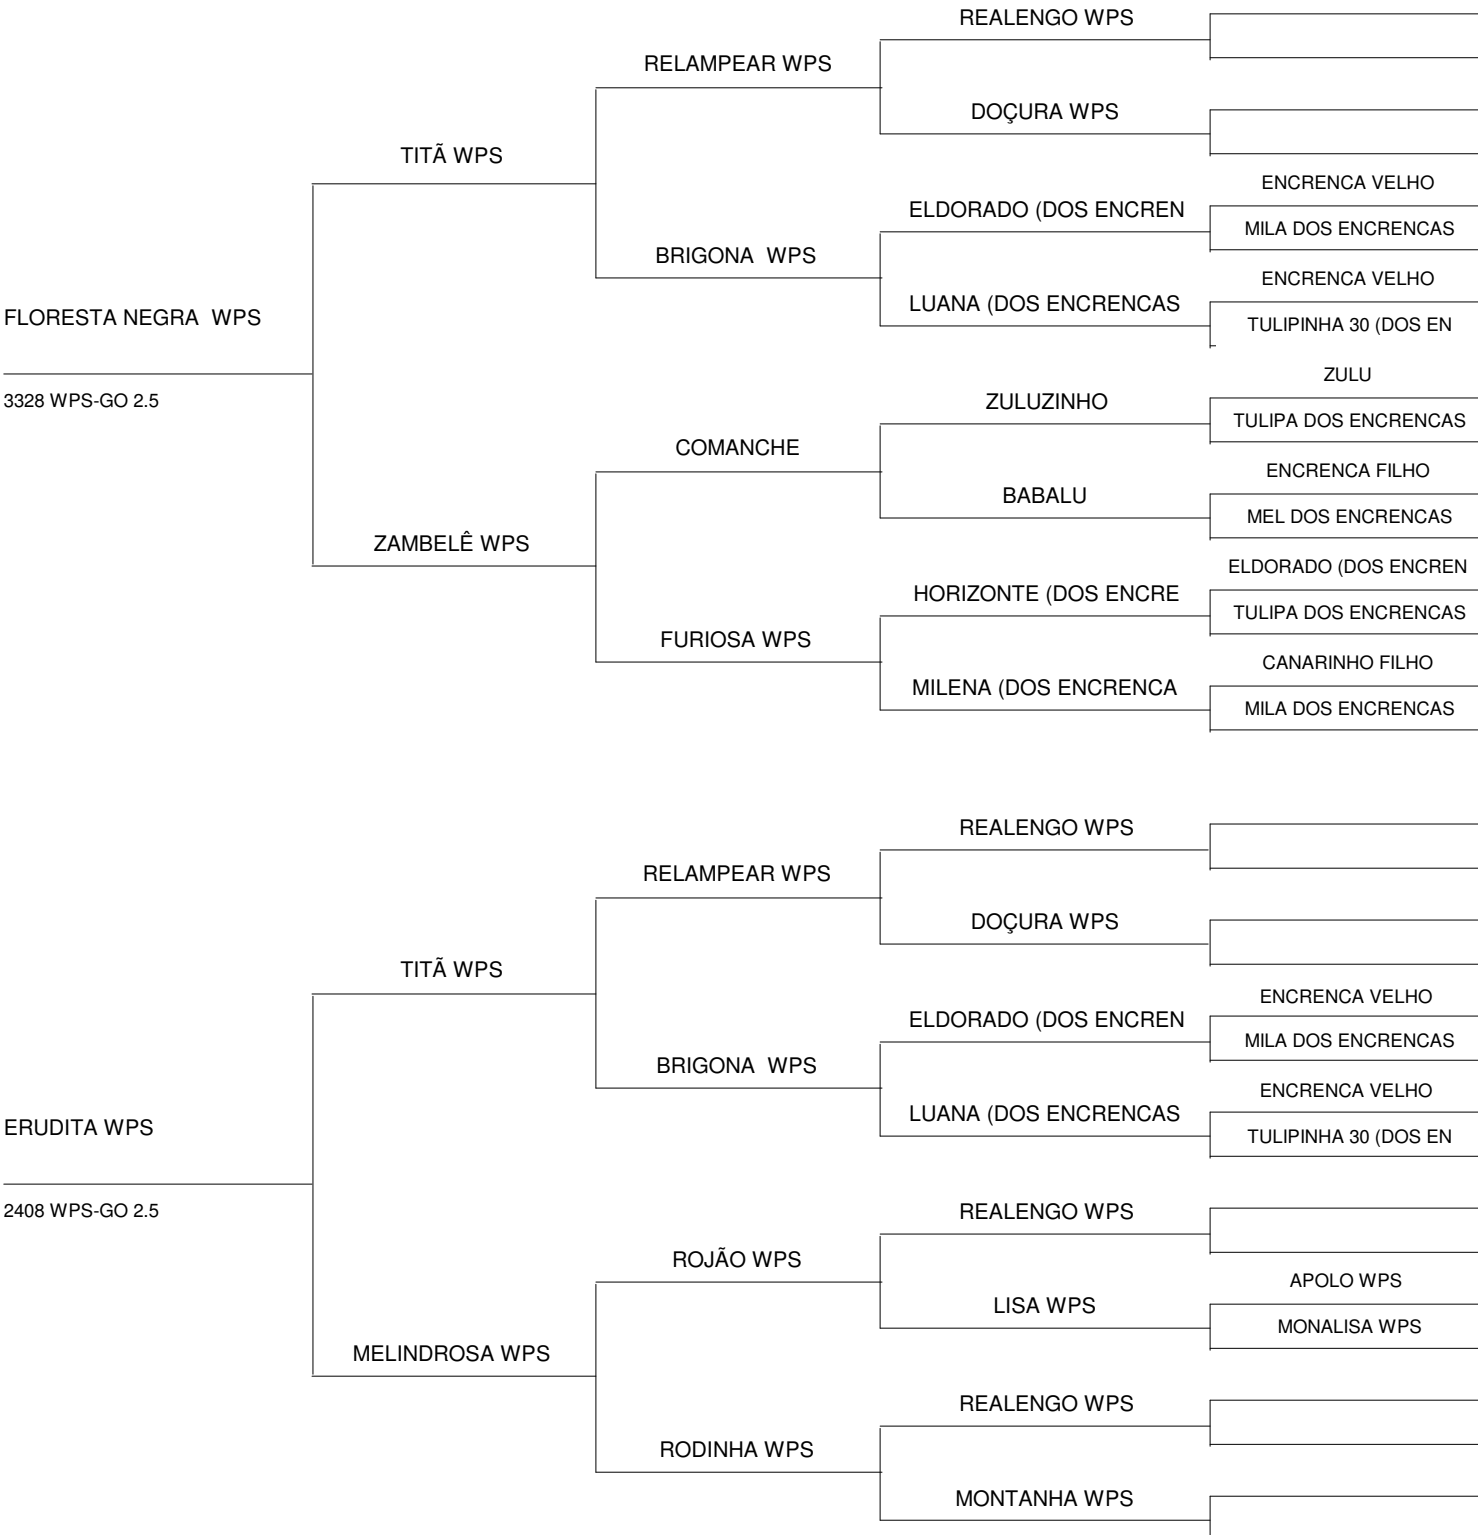 REALENGO WPS
RELAMPEAR WPS
DOÇURA WPS
TITÃ WPS
ENCRENCA VELHO
ELDORADO (DOS ENCREN
MILA DOS ENCRENCAS
BRIGONA  WPS
ENCRENCA VELHO
LUANA (DOS ENCRENCAS
TULIPINHA 30 (DOS EN
FLORESTA NEGRA  WPS
3328 WPS-GO 2.5
ZULU
ZULUZINHO
TULIPA DOS ENCRENCAS
COMANCHE
ENCRENCA FILHO
BABALU
MEL DOS ENCRENCAS
ZAMBELÊ WPS
ELDORADO (DOS ENCREN
HORIZONTE (DOS ENCRE
TULIPA DOS ENCRENCAS
FURIOSA WPS
CANARINHO FILHO
MILENA (DOS ENCRENCA
MILA DOS ENCRENCAS
REALENGO WPS
RELAMPEAR WPS
DOÇURA WPS
TITÃ WPS
ENCRENCA VELHO
ELDORADO (DOS ENCREN
MILA DOS ENCRENCAS
BRIGONA  WPS
ENCRENCA VELHO
LUANA (DOS ENCRENCAS
TULIPINHA 30 (DOS EN
ERUDITA WPS
2408 WPS-GO 2.5
REALENGO WPS
ROJÃO WPS
APOLO WPS
LISA WPS
MONALISA WPS
MELINDROSA WPS
REALENGO WPS
RODINHA WPS
MONTANHA WPS